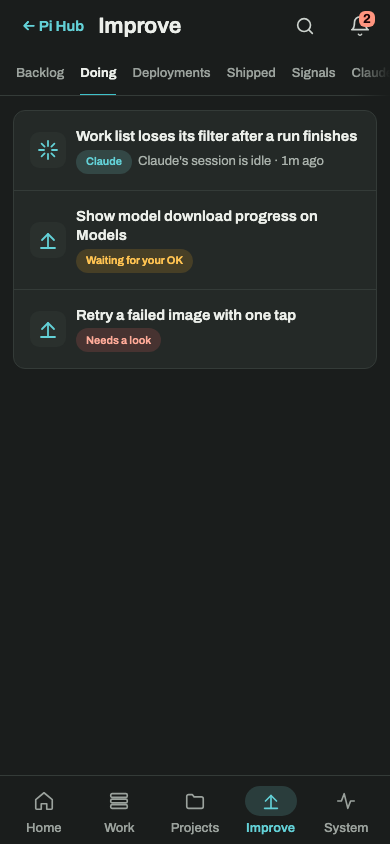 ← Pi Hub Improve
2
Backlog Doing Deployments Shipped Signals Claud
Work list loses its filter after a run finishes
Claude Claude's session is idle · 1m ago
Show model download progress on
Models
Waiting for your OK
Retry a failed image with one tap
Needs a look
Home Work Projects Improve System